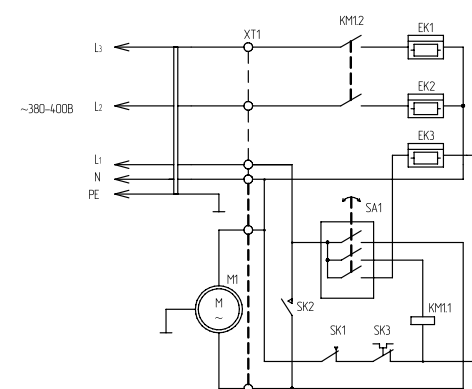 KM1.2
EK1
XT1
L3
EK2
~380-400В
L2
EK3
L1
N
PE
SA1
M1
M
~
SK2
KM1.1
SK1
SK3